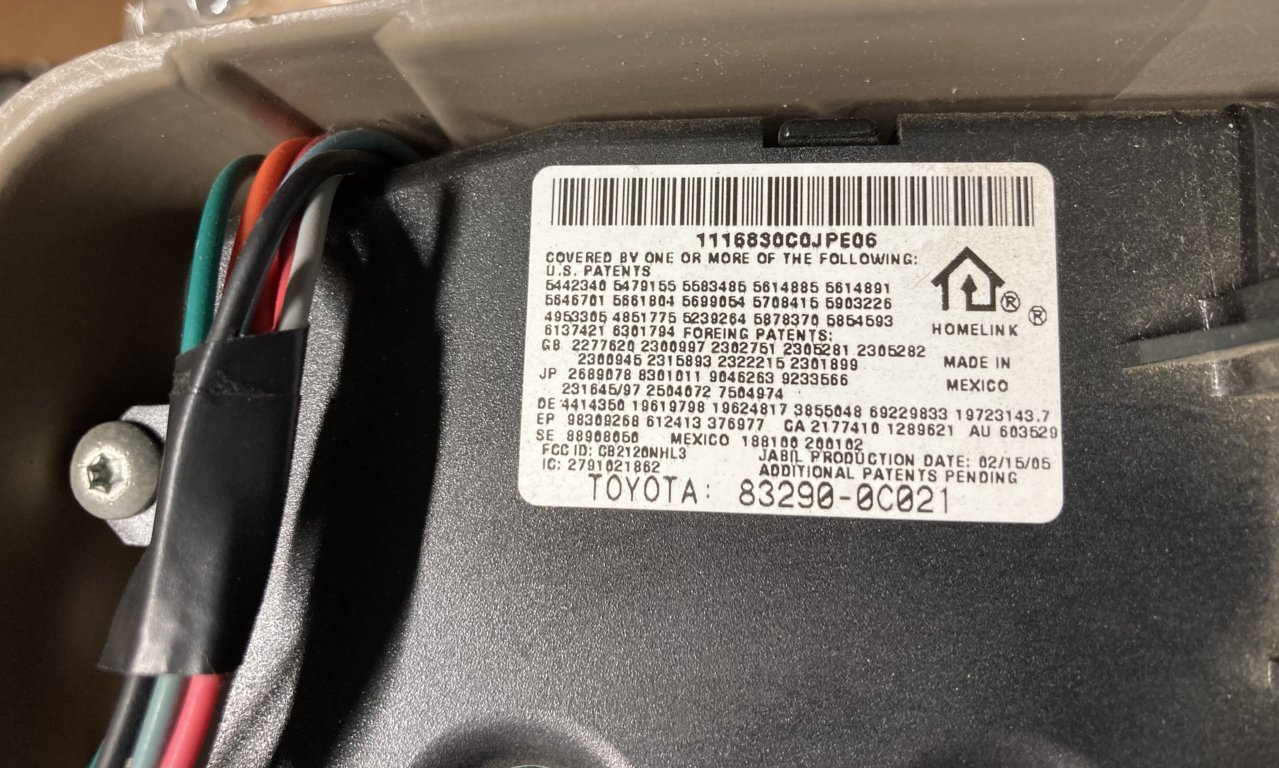 1116830C0JPE06
COVERED BY ONE OR MORE OF THE FOLLOWING:
U.S. PATENTS
5442340 5479155 5583485 5614885 5614891
5646701 5661804 5699054 5708415 5903226
4953305 4851775 5239264 5878370 5854593
6137421 6301794 FOREING PATENTS:
GB 2277620 2300997 2302751 2305281 2305282
2300945 2315893 2322215 2301899
JP 2689078 8301011 9046263 9233566
231645/97 2504072 7504974
DE 4414350 19619798 19624817 3855048 69229833 19723143.7
EP 98309268 612413 376977 CA 2177410 1289621 AU 603529
SE 88908050 MEXICO 188100 200102
FCC ID: CB2120NHL3 JABIL PRODUCTION DATE: 02/15/05
IC: 2791021862 ADDITIONAL PATENTS PENDING
TOYOTA: 83290-0C021
® ®
HOMELINK
MADE IN
MEXICO